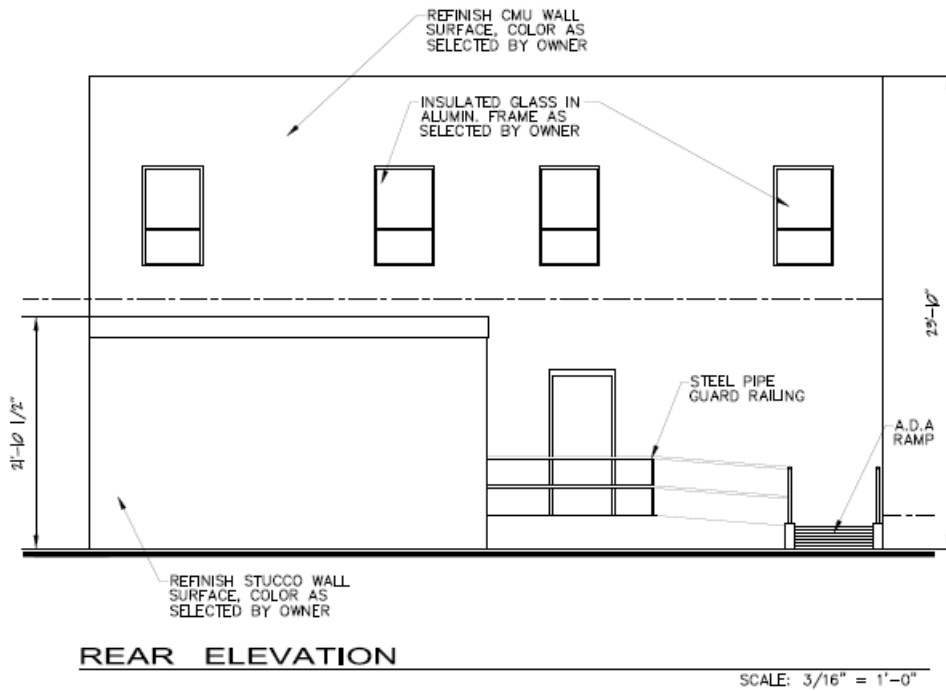 REFINISH CMU WALL
SURFACE, COLOR AS
SELECTED BY OWNER
INSULATED GLASS IN
ALUMIN. FRAME AS
SELECTED BY OWNER
23'-10"
STEEL PIPE
GUARD RAILING
21'-10 1/2"
A.D.A
RAMP
REFINISH STUCCO WALL
SURFACE, COLOR AS
SELECTED BY OWNER
REAR ELEVATION
SCALE: 3/16" = 1'-0"